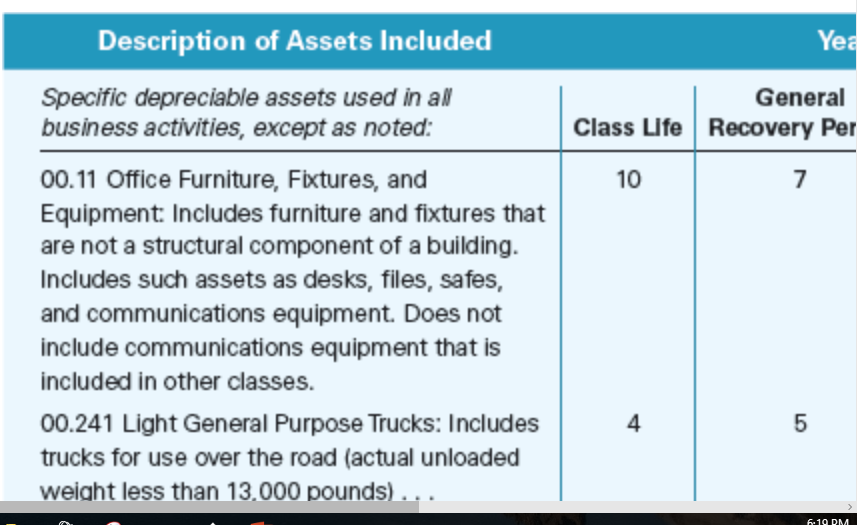 Description of Assets Included
Specific depreciable assets used in all
business activities, except as noted:
Class Life
General
Recovery Per
00.11 Office Furniture, Fixtures, and
10
7
Equipment: Includes furniture and fixtures that
are not a structural component of a building.
Includes such assets as desks, files, safes,
and communications equipment. Does not
include communications equipment that is
included in other classes.
00.241 Light General Purpose Trucks: Includes
4
5
trucks for use over the road (actual unloaded
weight less than 13,000 pounds) . . .
6:19 PM